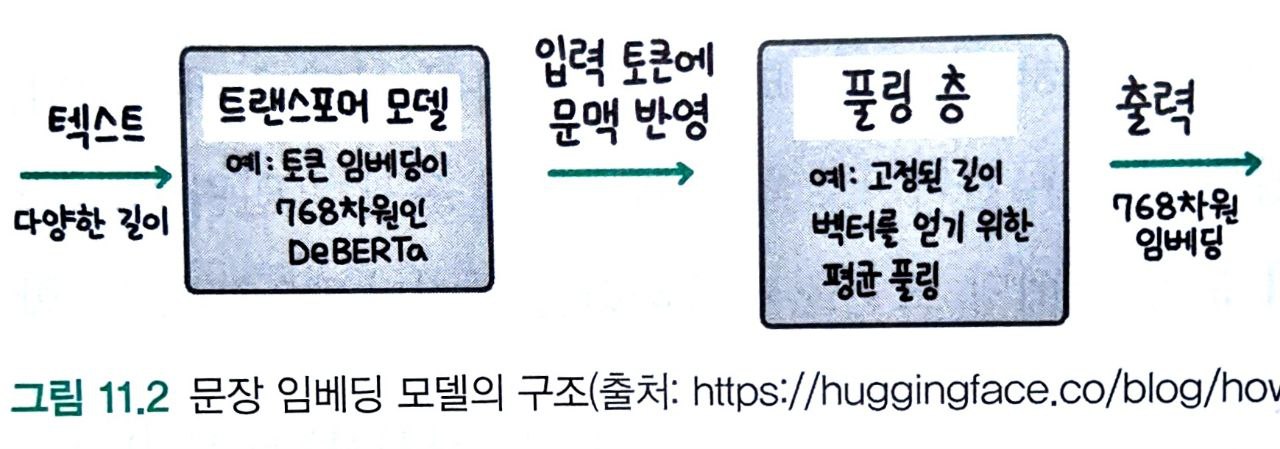 텍스트
다양한 길이
트랜스포머 모델
예: 토큰 임베딩이
768차원인
DeBERTa
입력 토큰에
문맥 반영
풀링 층
예: 고정된 길이
벡터를 얻기 위한
평균 풀링
출력
768차원
임베딩
그림 11.2 문장 임베딩 모델의 구조(출처: https://huggingface.co/blog/how